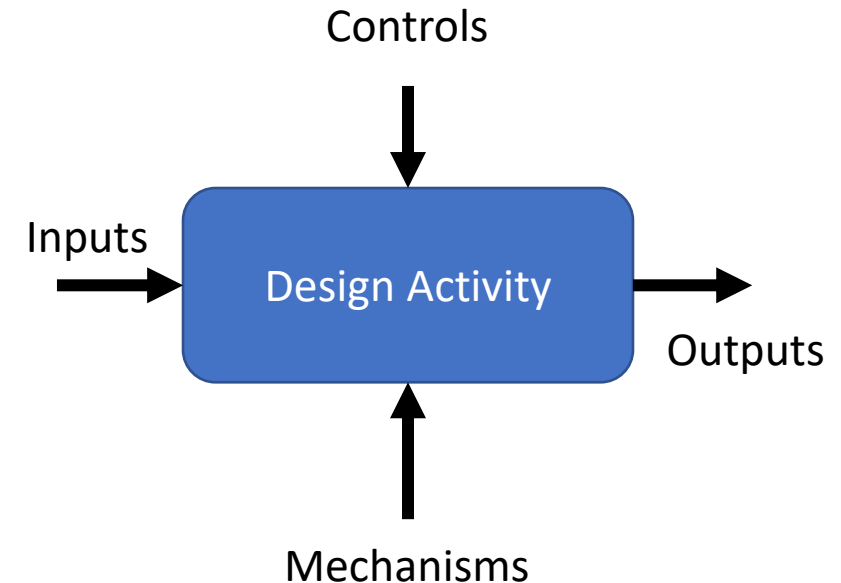 Controls
Inputs
Design Activity
Outputs
Mechanisms